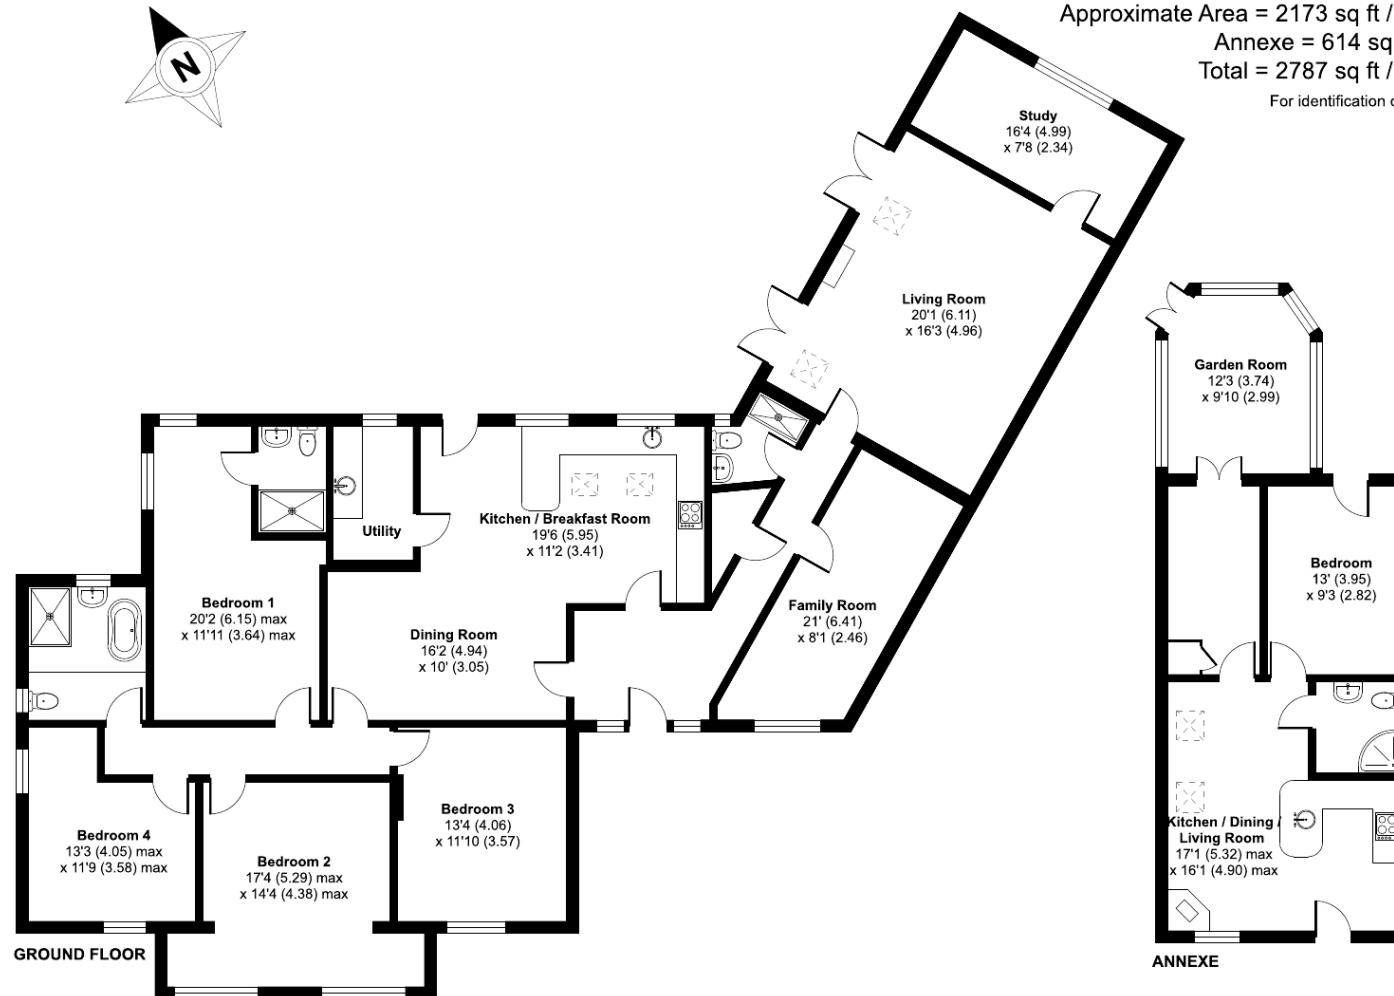 N
Approximate Area = 2173 sq ft /
Annexe = 614 sq
Total = 2787 sq ft /
For identification
Study
16'4 (4.99)
x 7'8 (2.34)
Living Room
20'1 (6.11)
x 16'3 (4.96)
Garden Room
12'3 (3.74)
x 9'10 (2.99)
Utility
Kitchen / Breakfast Room
19'6 (5.95)
x 11'2 (3.41)
Bedroom
13' (3.95)
x 9'3 (2.82)
Bedroom 1
20'2 (6.15) max
x 11'11 (3.64) max
Family Room
21' (6.41)
x 8'1 (2.46)
Dining Room
16'2 (4.94)
x 10' (3.05)
Bedroom 3
13'4 (4.06)
x 11'10 (3.57)
Bedroom 4
13'3 (4.05) max
x 11'9 (3.58) max
Bedroom 2
17'4 (5.29) max
x 14'4 (4.38) max
Kitchen / Dining /
Living Room
17'1 (5.32) max
x 16'1 (4.90) max
GROUND FLOOR
ANNEXE